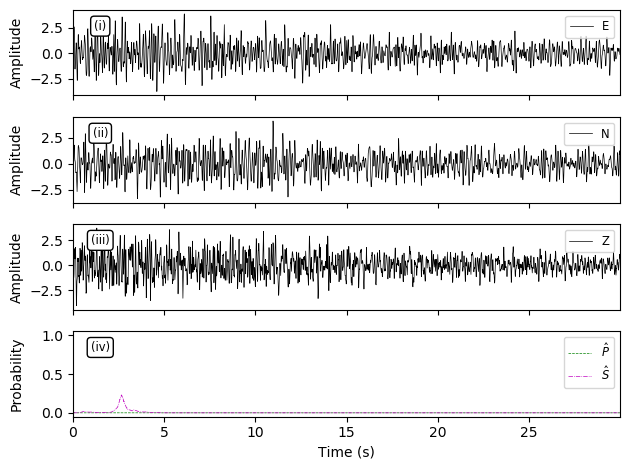 (i)
E
Amplitude
2.5
0.0
−2.5
(ii)
N
Amplitude
2.5
0.0
−2.5
(iii)
Z
Amplitude
2.5
0.0
−2.5
(iv)
P̂
Ŝ
Probability
1.0
0.5
0.0
0 5 10 15 20 25
Time (s)